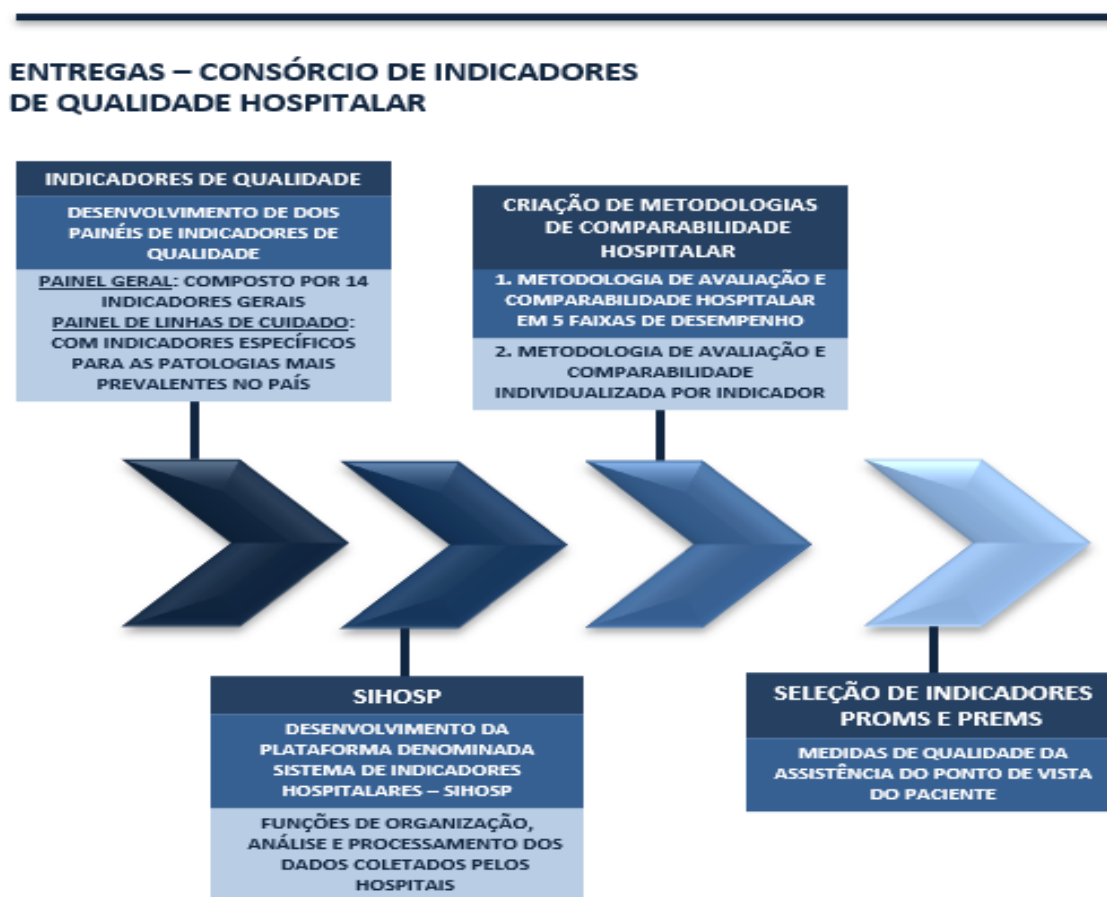 ENTREGAS – CONSÓRCIO DE INDICADORES
DE QUALIDADE HOSPITALAR
INDICADORES DE QUALIDADE
DESENVOLVIMENTO DE DOIS
PAINÉIS DE INDICADORES DE
QUALIDADE
PAINEL GERAL: COMPOSTO POR 14
INDICADORES GERAIS
PAINEL DE LINHAS DE CUIDADO:
COM INDICADORES ESPECÍFICOS
PARA AS PATOLOGIAS MAIS
PREVALENTES NO PAÍS
SIHOSP
DESENVOLVIMENTO DA
PLATAFORMA DENOMINADA
SISTEMA DE INDICADORES
HOSPITALARES – SIHOSP
FUNÇÕES DE ORGANIZAÇÃO,
ANÁLISE E PROCESSAMENTO DOS
DADOS COLETADOS PELOS
HOSPITAIS
CRIAÇÃO DE METODOLOGIAS
DE COMPARABILIDADE
HOSPITALAR
1. METODOLOGIA DE AVALIAÇÃO E
COMPARABILIDADE HOSPITALAR
EM 5 FAIXAS DE DESEMPENHO
2. METODOLOGIA DE AVALIAÇÃO E
COMPARABILIDADE
INDIVIDUALIZADA POR INDICADOR
SELEÇÃO DE INDICADORES
PROMS E PREMS
MEDIDAS DE QUALIDADE DA
ASSISTÊNCIA DO PONTO DE VISTA
DO PACIENTE